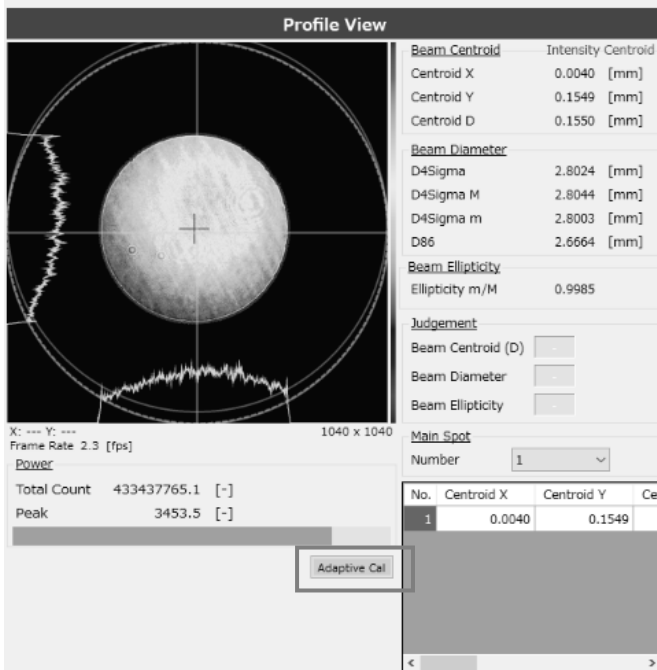 Profile View
Beam Centroid Intensity Centroid
Centroid X 0.0040 [mm]
Centroid Y 0.1549 [mm]
Centroid D 0.1550 [mm]
Beam Diameter
D4Sigma 2.8024 [mm]
D4Sigma M 2.8044 [mm]
D4Sigma m 2.8003 [mm]
D86 2.6664 [mm]
Beam Ellipticity
Ellipticity m/M 0.9985
Judgement
Beam Centroid (D) -
Beam Diameter -
Beam Ellipticity -
X: --- Y: --- 1040 x 1040
Frame Rate 2.3 [fps]
Power
Total Count 433437765.1 [-]
Peak 3453.5 [-]
Adaptive Cal
Main Spot
Number 1
No. Centroid X Centroid Y Ce
1 0.0040 0.1549